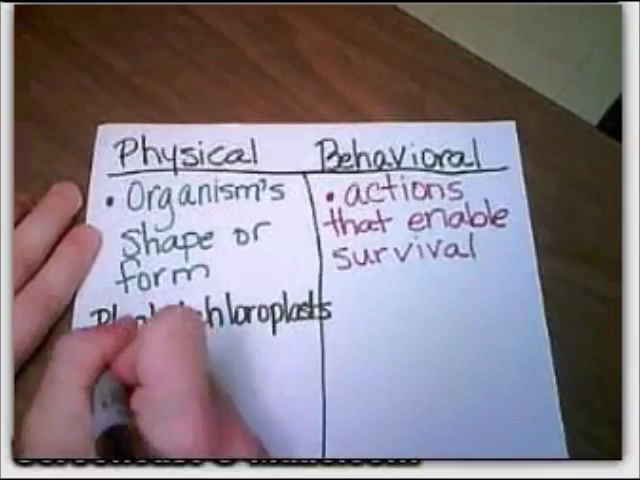 Physical Behavioral
• Organism's
shape or
form
chloroplasts
• actions
that enable
survival